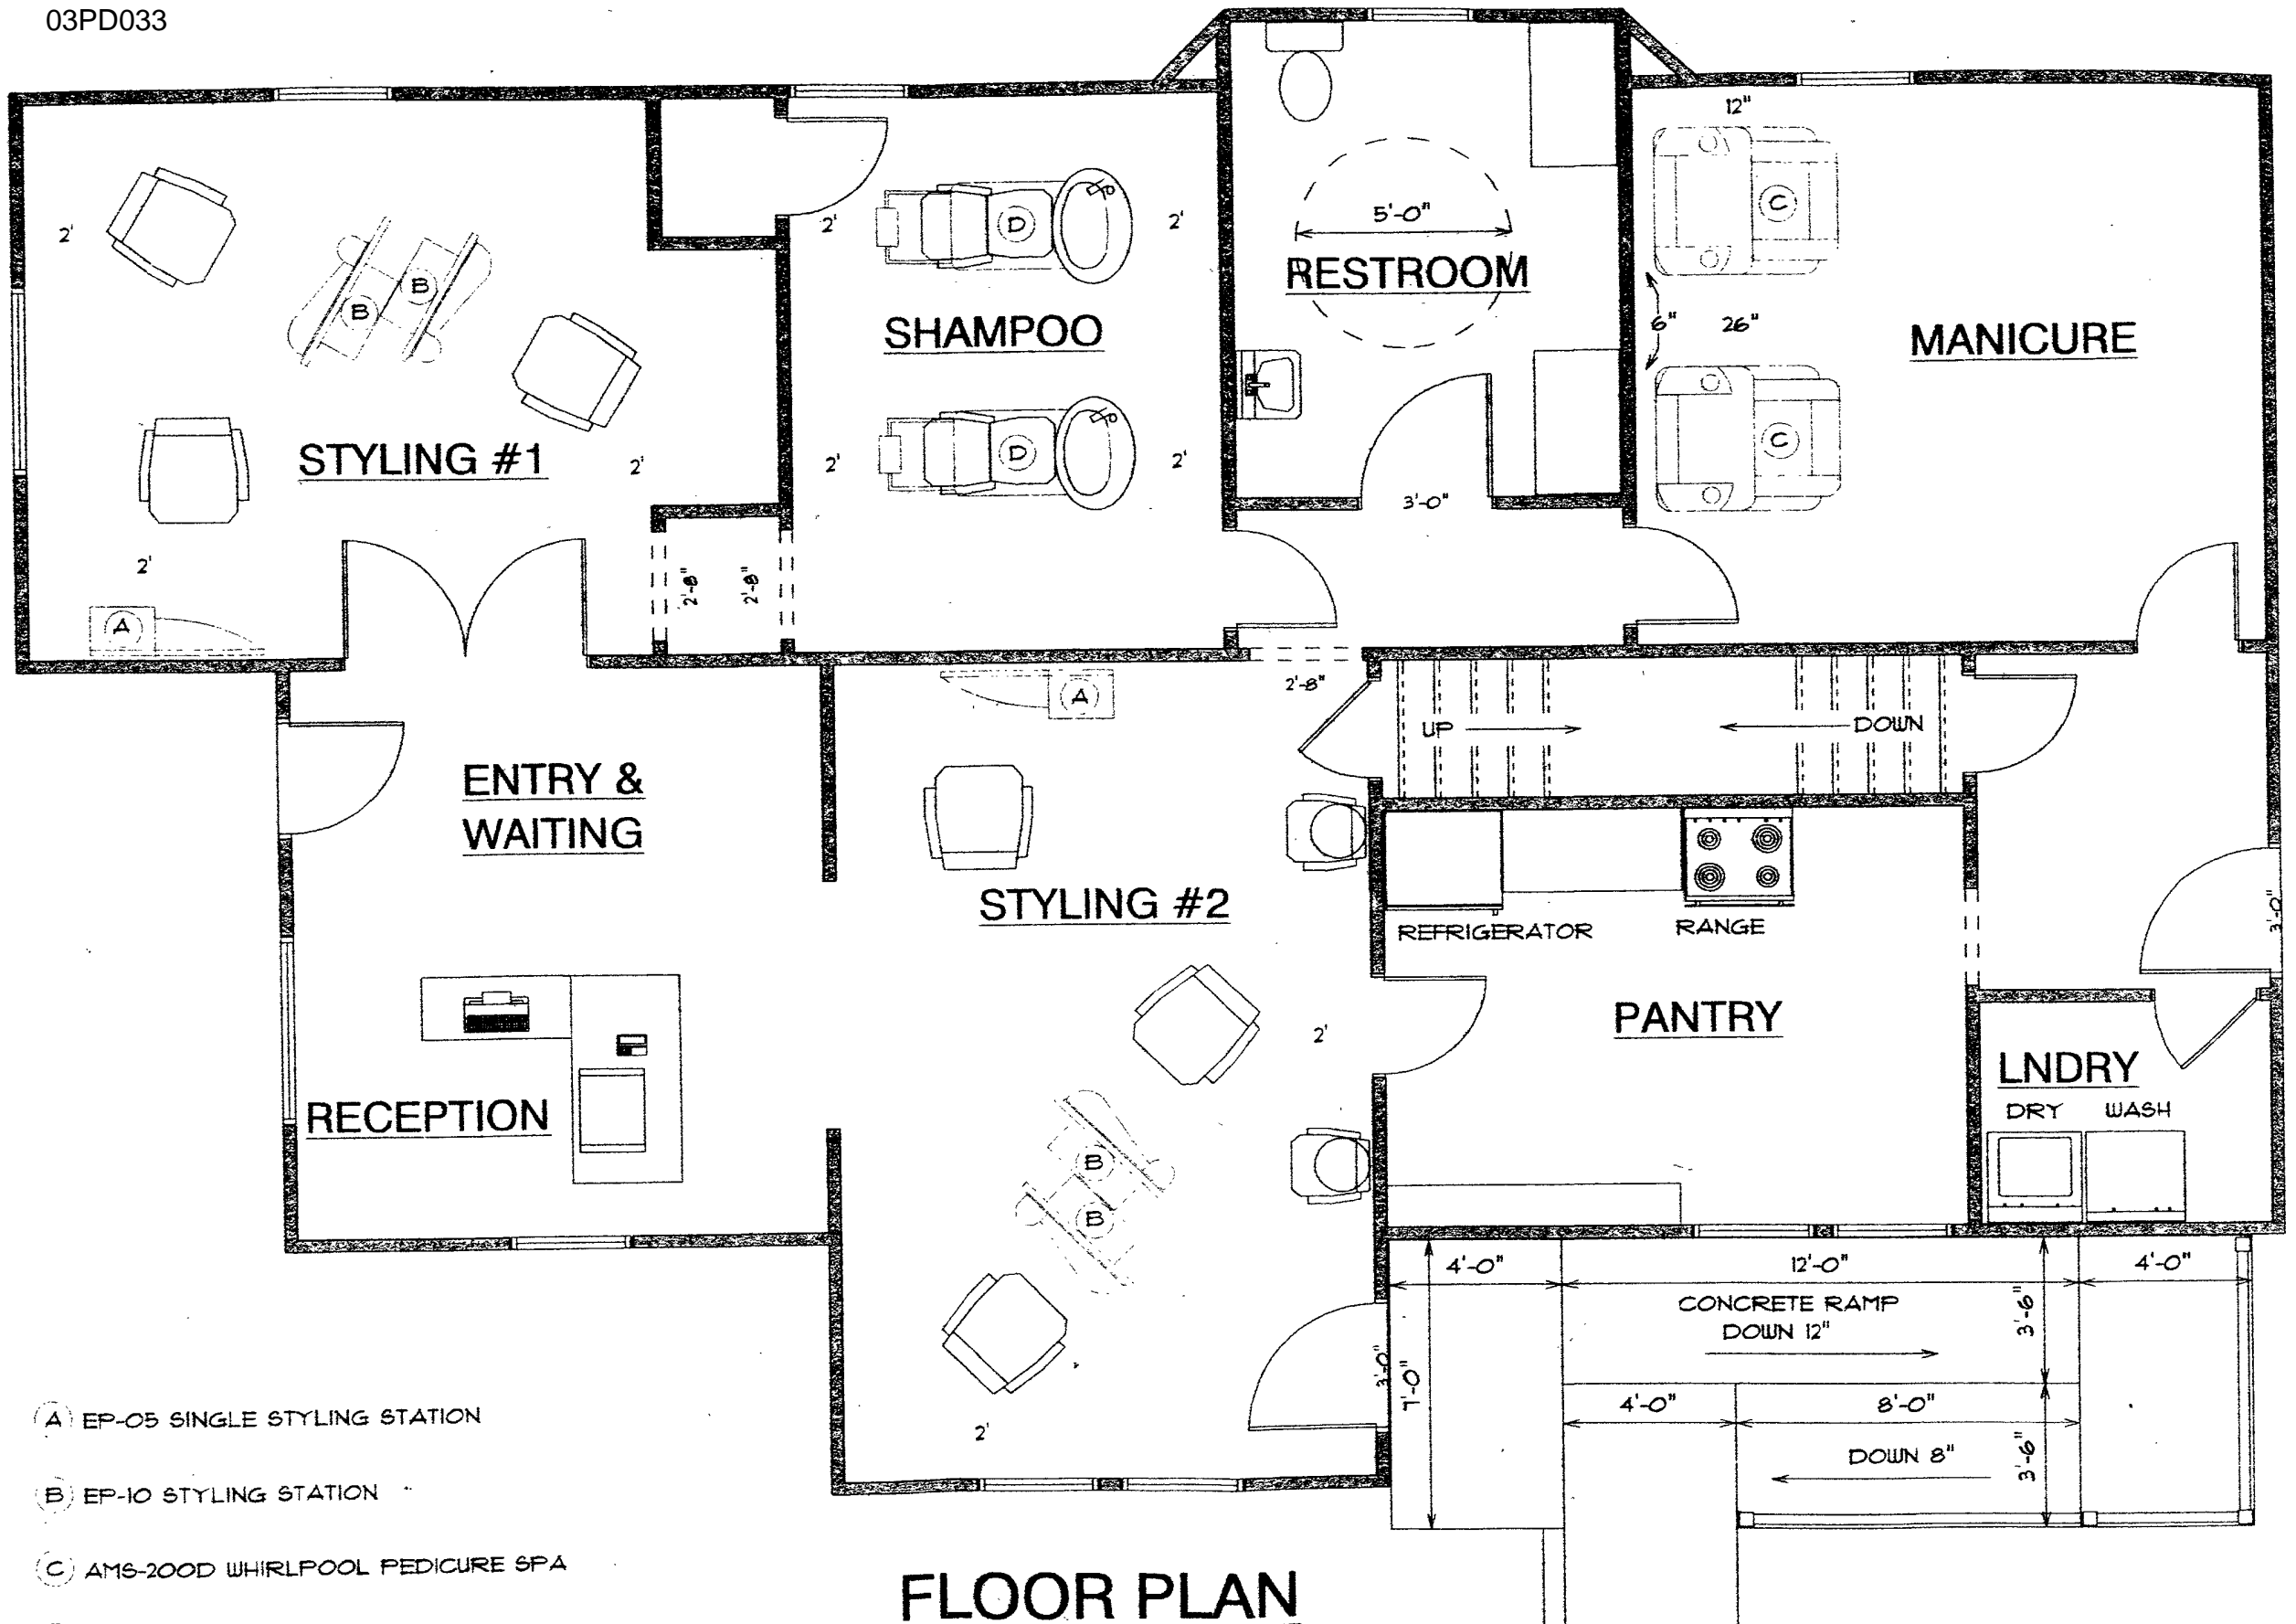 03PD033
12"
C
5'-0"
RESTROOM
2'
2'
D
2'
B
B
SHAMPOO
6"
26"
MANICURE
C
STYLING #1
2'
2'
D
2'
3'-0"
2'
2'-8"
2'-8"
A
2'-8"
A
UP
DOWN
ENTRY &
WAITING
STYLING #2
REFRIGERATOR
RANGE
3'-0"
PANTRY
2'
LNDRY
DRY
WASH
RECEPTION
B
B
4'-0"
12'-0"
4'-0"
CONCRETE RAMP
DOWN 12"
3'-6"
3'-0"
7'-0"
4'-0"
8'-0"
2'
DOWN 8"
3'-6"
A EP-05 SINGLE STYLING STATION
B EP-10 STYLING STATION
C AMS-200D WHIRLPOOL PEDICURE SPA
FLOOR PLAN